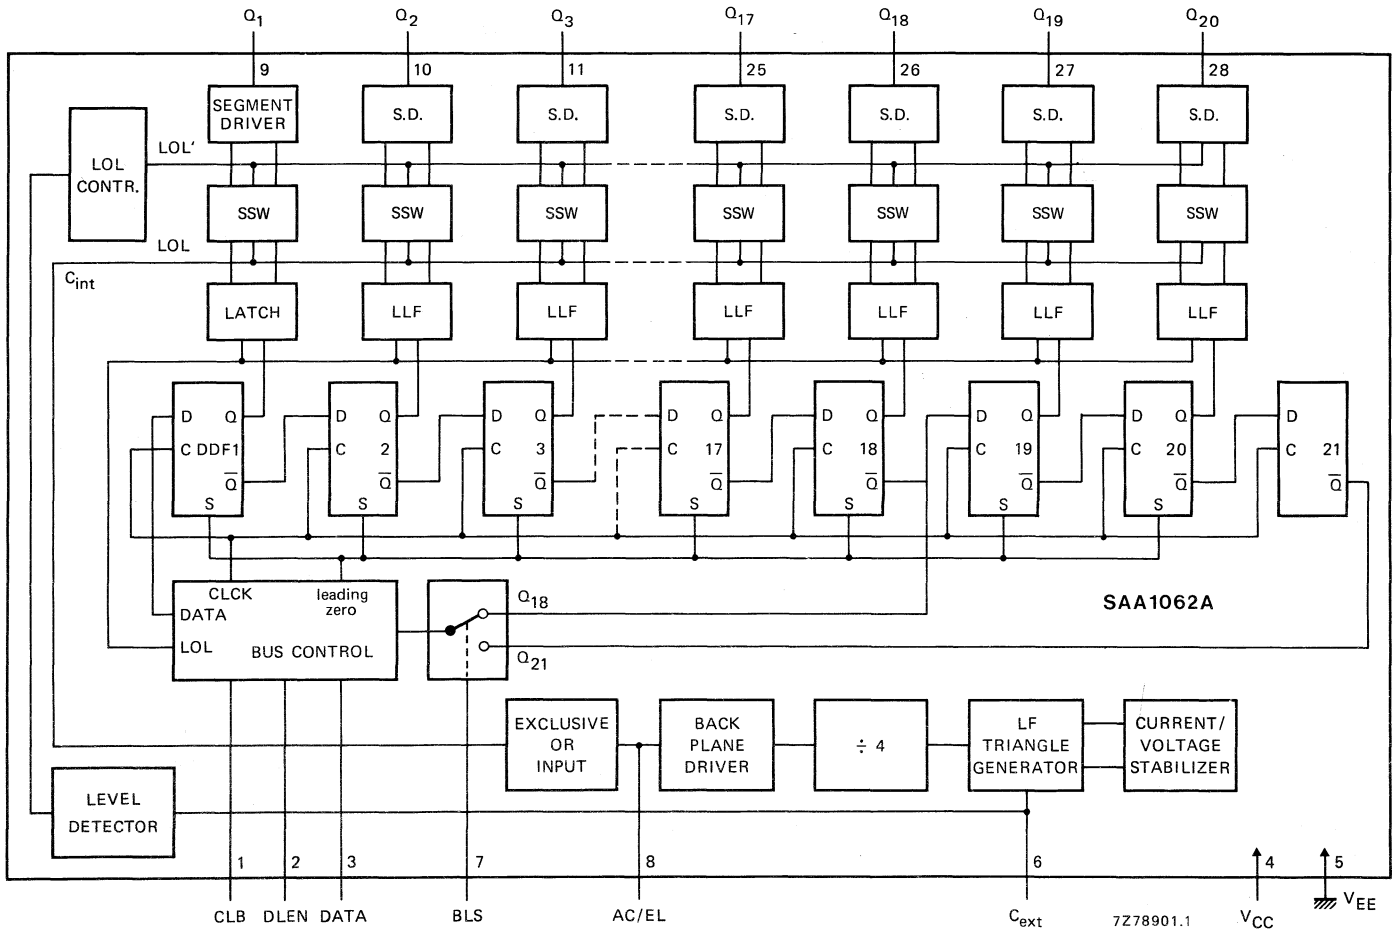 Q1 Q2 Q3 Q17 Q18 Q19 Q20
9 10 11 25 26 27 28
SEGMENT
DRIVER
S.D. S.D. S.D. S.D. S.D. S.D.
LOL
CONTR.
LOL'
SSW SSW SSW SSW SSW SSW SSW
LOL
Cint
LATCH LLF LLF LLF LLF LLF LLF
D Q D Q D Q D Q D Q D Q D Q D
C DDF1 C 2 C 3 C 17 C 18 C 19 C 20 C 21
Q̅ Q̅ Q̅ Q̅ Q̅ Q̅ Q̅ Q̅
S S S S S S S
CLCK leading
zero
DATA
LOL BUS CONTROL
Q18
Q21
SAA1062A
EXCLUSIVE
OR
INPUT
BACK
PLANE
DRIVER
÷ 4
LF
TRIANGLE
GENERATOR
CURRENT/
VOLTAGE
STABILIZER
LEVEL
DETECTOR
1 2 3 7 8 6 4 5
CLB DLEN DATA BLS AC/EL Cext 7Z78901.1 VCC VEE